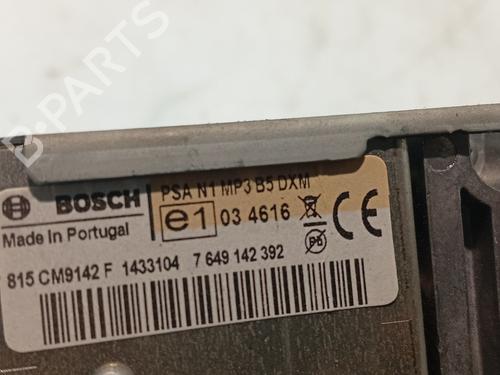 B-PARTS
BOSCH
PSA N1 MP3 B5 DXM
Made in Portugal
e1
03 4616
Pb
CE
815 CM9142 F 1433104 7 649 142 392